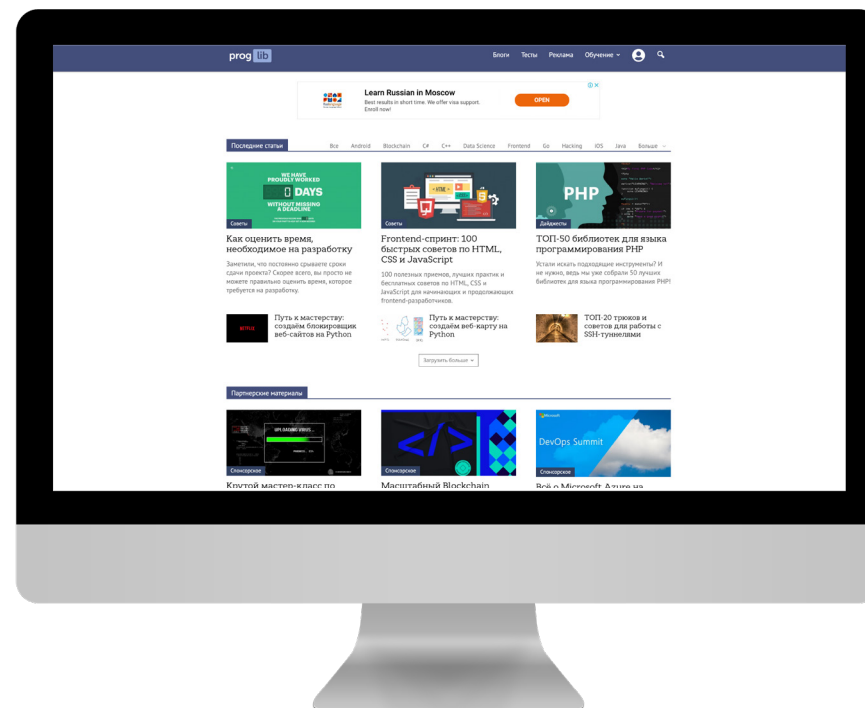 prog lib
Блоги Тесты Реклама Обучение
Learn Russian in Moscow
Best results in short time. We offer visa support.
Enroll now!
OPEN
Последние статьи
Все Android Blockchain C# C++ Data Science Frontend Go Hacking iOS Java Больше
WE HAVE
PROUDLY WORKED
0 DAYS
WITHOUT MISSING
A DEADLINE
Советы
Как оценить время,
необходимое на разработку
Заметили, что постоянно срываете сроки
сдачи проекта? Скорее всего, вы просто не
можете правильно оценить время, которое
требуется на разработку.
HTML
Советы
Frontend-спринт: 100
быстрых советов по HTML,
CSS и JavaScript
100 полезных приемов, лучших практик и
бесплатных советов по HTML, CSS и
JavaScript для начинающих и продолжающих
frontend-разработчиков.
PHP
Дайджесты
ТОП-50 библиотек для языка
программирования PHP
Устали искать подходящие инструменты? И
не нужно, ведь мы уже собрали 50 лучших
библиотек для языка программирования PHP!
NETFLIX
Путь к мастерству:
создаём блокировщик
веб-сайтов на Python
Путь к мастерству:
создаём веб-карту на
Python
ТОП-20 трюков и
советов для работы с
SSH-туннелями
Загрузить больше
Партнерские материалы
UPLOADING VIRUS...
Спонсорское
Крутой мастер-класс по
</>
Спонсорское
Масштабный Blockchain
Microsoft
DevOps Summit
Спонсорское
Всё о Microsoft Azure на